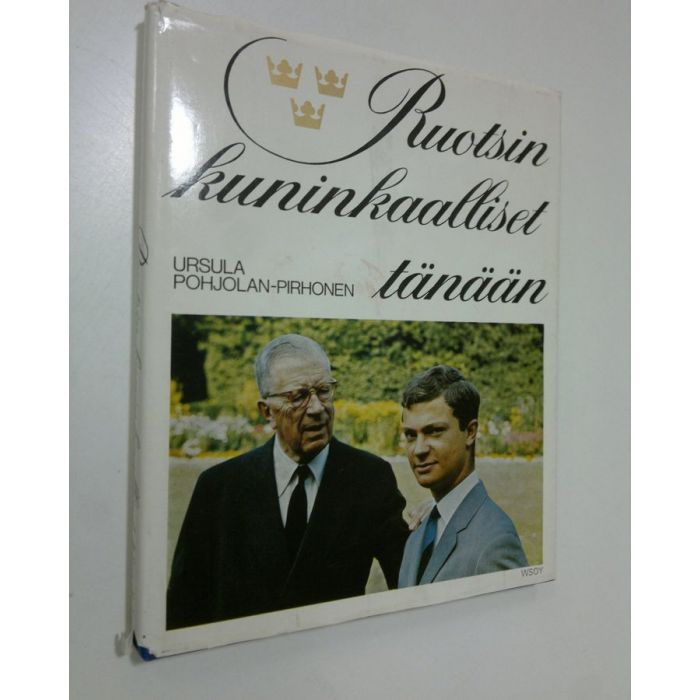 Ruotsin
kuninkaalliset
tänään
URSULA
POHJOLAN-PIRHONEN
WSOY